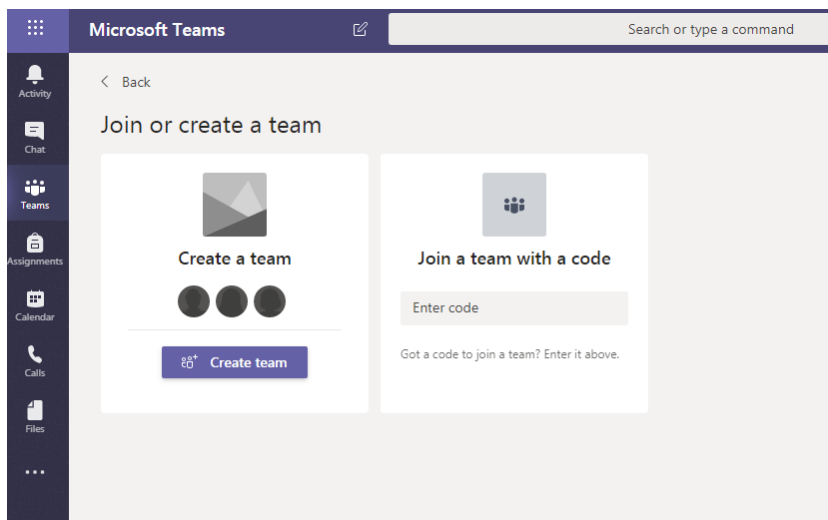 Microsoft Teams
Search or type a command
Activity
Chat
Teams
Assignments
Calendar
Calls
Files
Back
Join or create a team
Create a team
Create team
Join a team with a code
Enter code
Got a code to join a team? Enter it above.